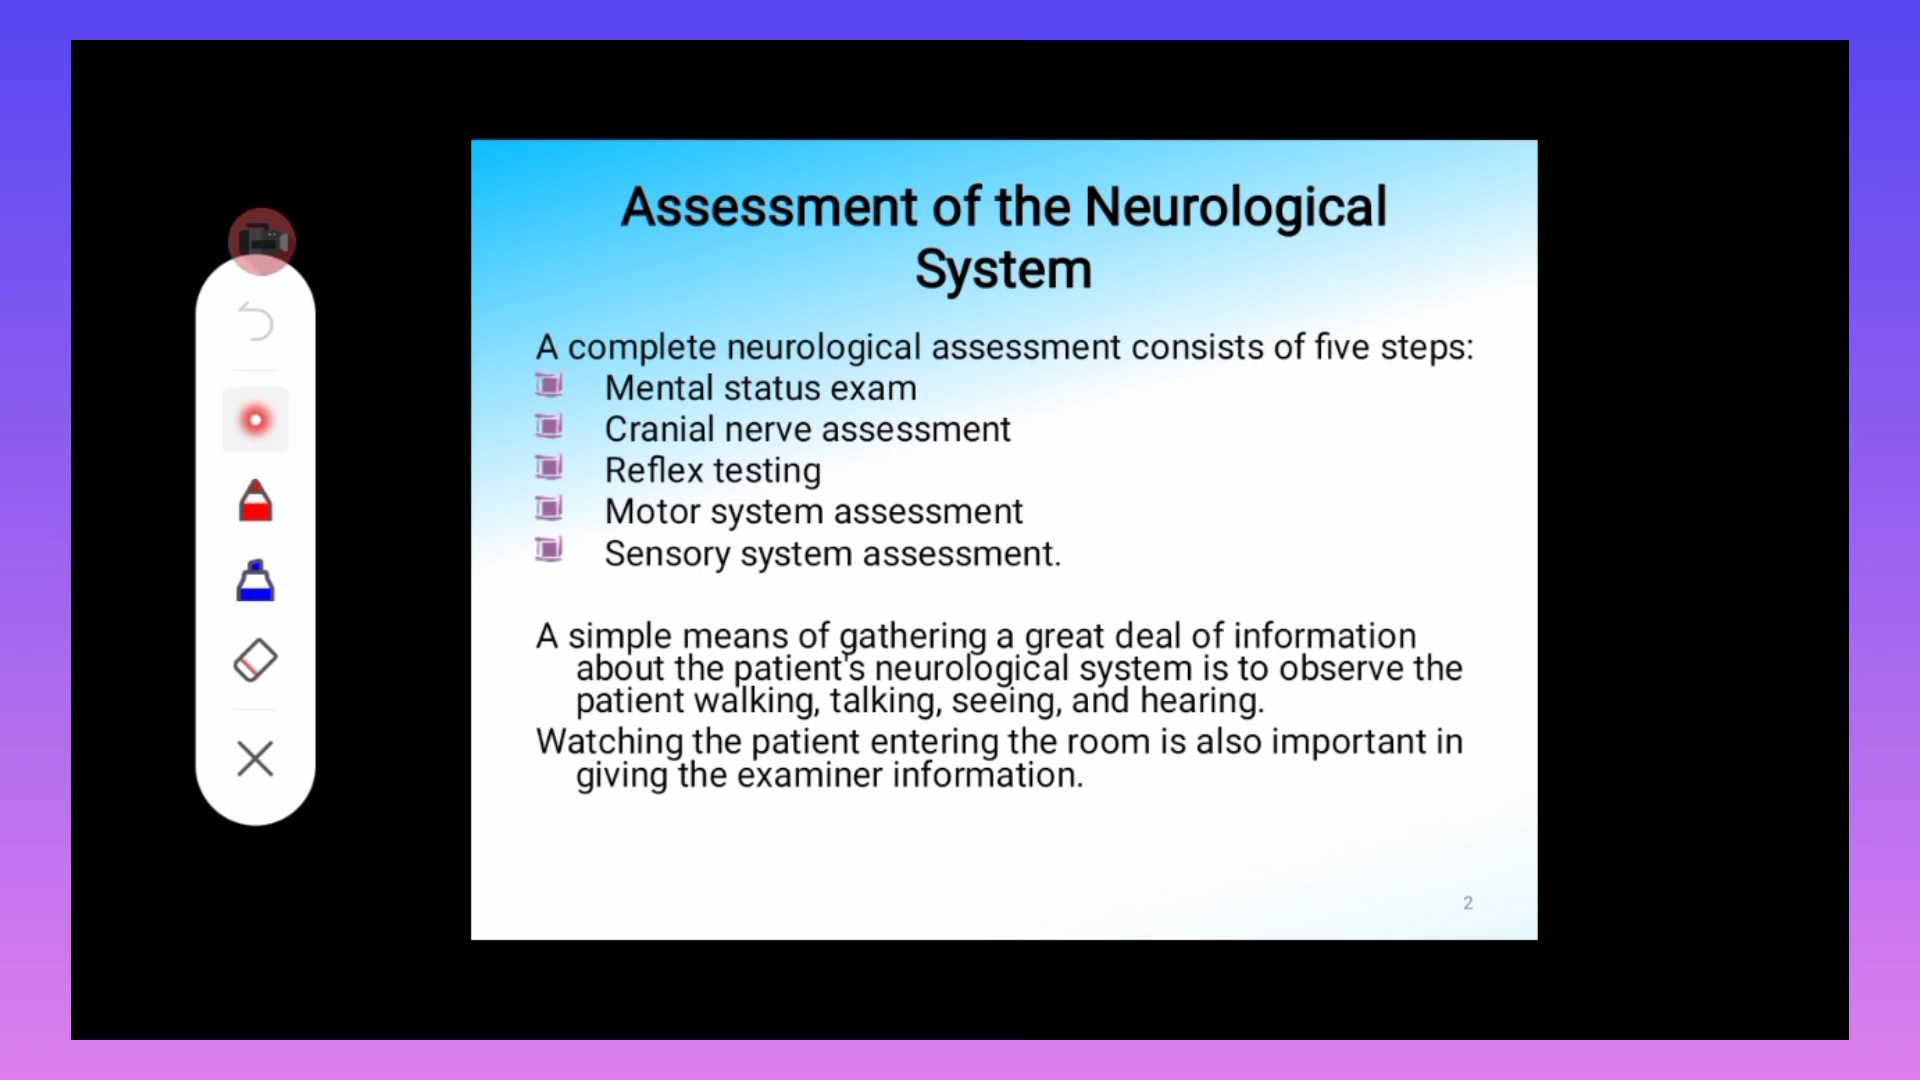 Assessment of the Neurological
System
A complete neurological assessment consists of five steps:
Mental status exam
Cranial nerve assessment
Reflex testing
Motor system assessment
Sensory system assessment.
A simple means of gathering a great deal of information
about the patient's neurological system is to observe the
patient walking, talking, seeing, and hearing.
Watching the patient entering the room is also important in
giving the examiner information.
2